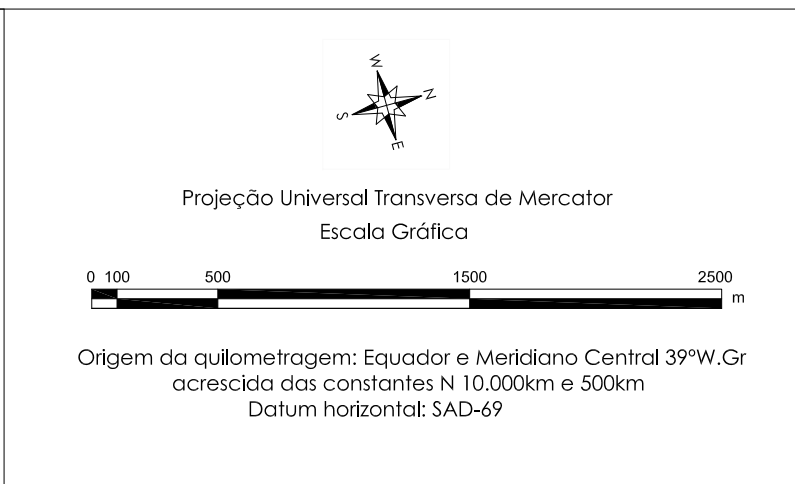 W
N
S
E
Projeção Universal Transversa de Mercator
Escala Gráfica
0 100 500 1500 2500
m
Origem da quilometragem: Equador e Meridiano Central 39ºW.Gr
acrescida das constantes N 10.000km e 500km
Datum horizontal: SAD-69